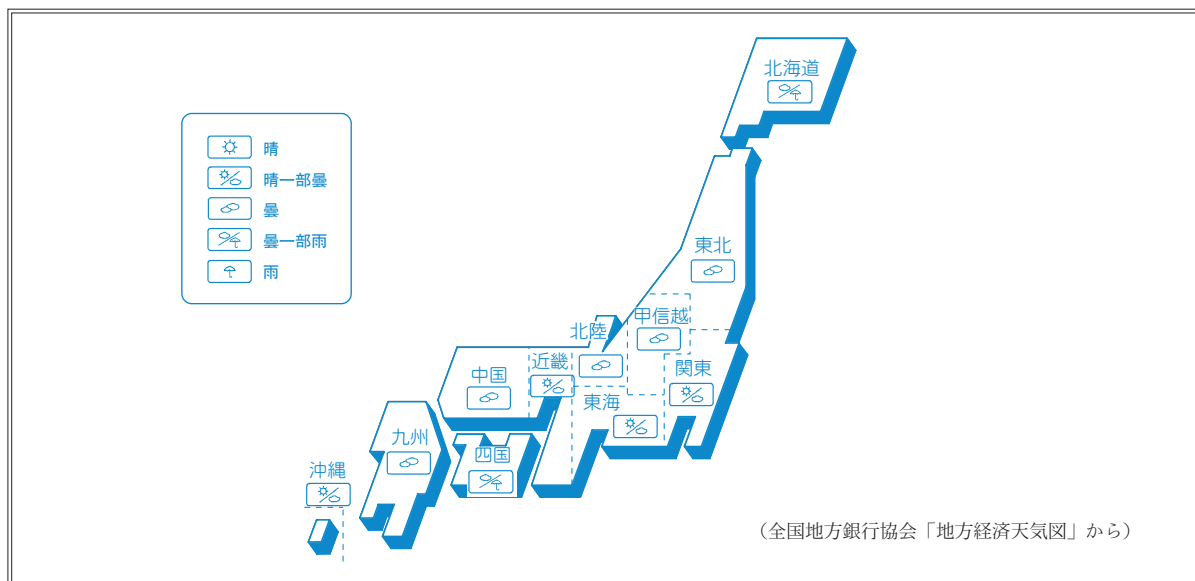 晴
晴一部曇
曇
曇一部雨
雨
北海道
東北
甲信越
北陸
関東
近畿
中国
東海
九州
四国
沖縄
（全国地方銀行協会「地方経済天気図」から）